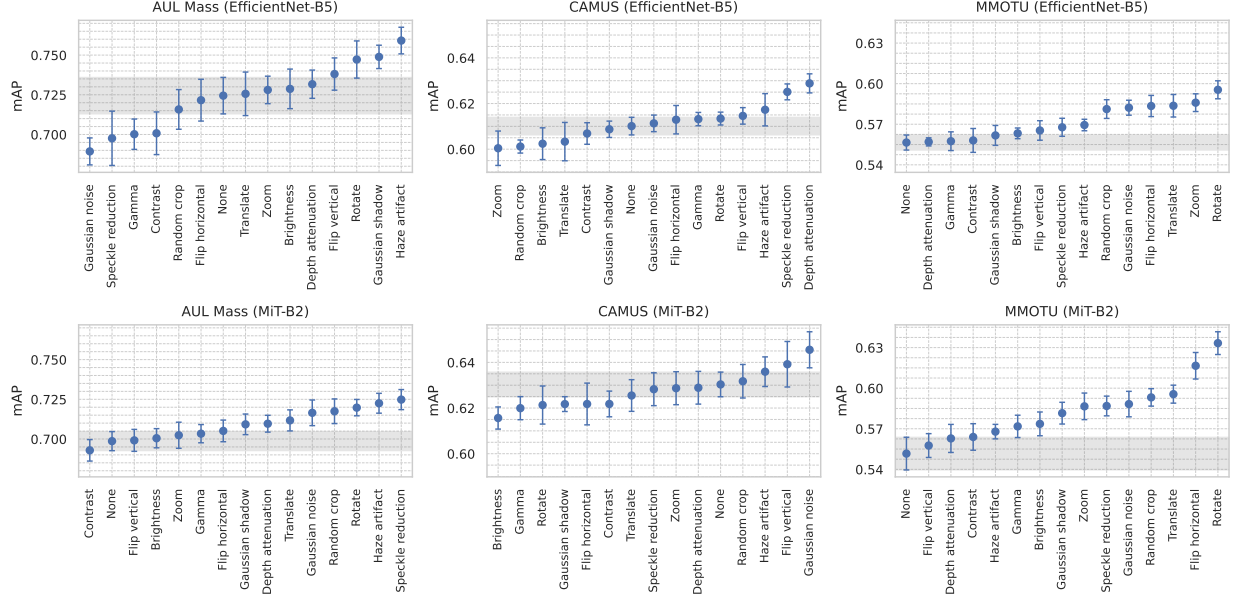 AUL Mass (EfficientNet-B5)
mAP
0.750
0.725
0.700
Gaussian noise
Speckle reduction
Gamma
Contrast
Random crop
Flip horizontal
None
Translate
Zoom
Brightness
Depth attenuation
Flip vertical
Rotate
Gaussian shadow
Haze artifact
CAMUS (EfficientNet-B5)
mAP
0.64
0.62
0.60
Zoom
Random crop
Brightness
Translate
Contrast
Gaussian shadow
None
Gaussian noise
Flip horizontal
Gamma
Rotate
Flip vertical
Haze artifact
Speckle reduction
Depth attenuation
MMOTU (EfficientNet-B5)
mAP
0.63
0.60
0.57
0.54
None
Depth attenuation
Gamma
Contrast
Gaussian shadow
Brightness
Flip vertical
Speckle reduction
Haze artifact
Random crop
Gaussian noise
Flip horizontal
Translate
Zoom
Rotate
AUL Mass (MiT-B2)
mAP
0.750
0.725
0.700
Contrast
None
Flip vertical
Brightness
Zoom
Gamma
Flip horizontal
Gaussian shadow
Depth attenuation
Translate
Gaussian noise
Random crop
Rotate
Haze artifact
Speckle reduction
CAMUS (MiT-B2)
mAP
0.64
0.62
0.60
Brightness
Gamma
Rotate
Gaussian shadow
Flip horizontal
Contrast
Translate
Speckle reduction
Zoom
Depth attenuation
None
Random crop
Haze artifact
Flip vertical
Gaussian noise
MMOTU (MiT-B2)
mAP
0.63
0.60
0.57
0.54
None
Flip vertical
Depth attenuation
Contrast
Haze artifact
Gamma
Brightness
Gaussian shadow
Zoom
Speckle reduction
Gaussian noise
Random crop
Translate
Flip horizontal
Rotate